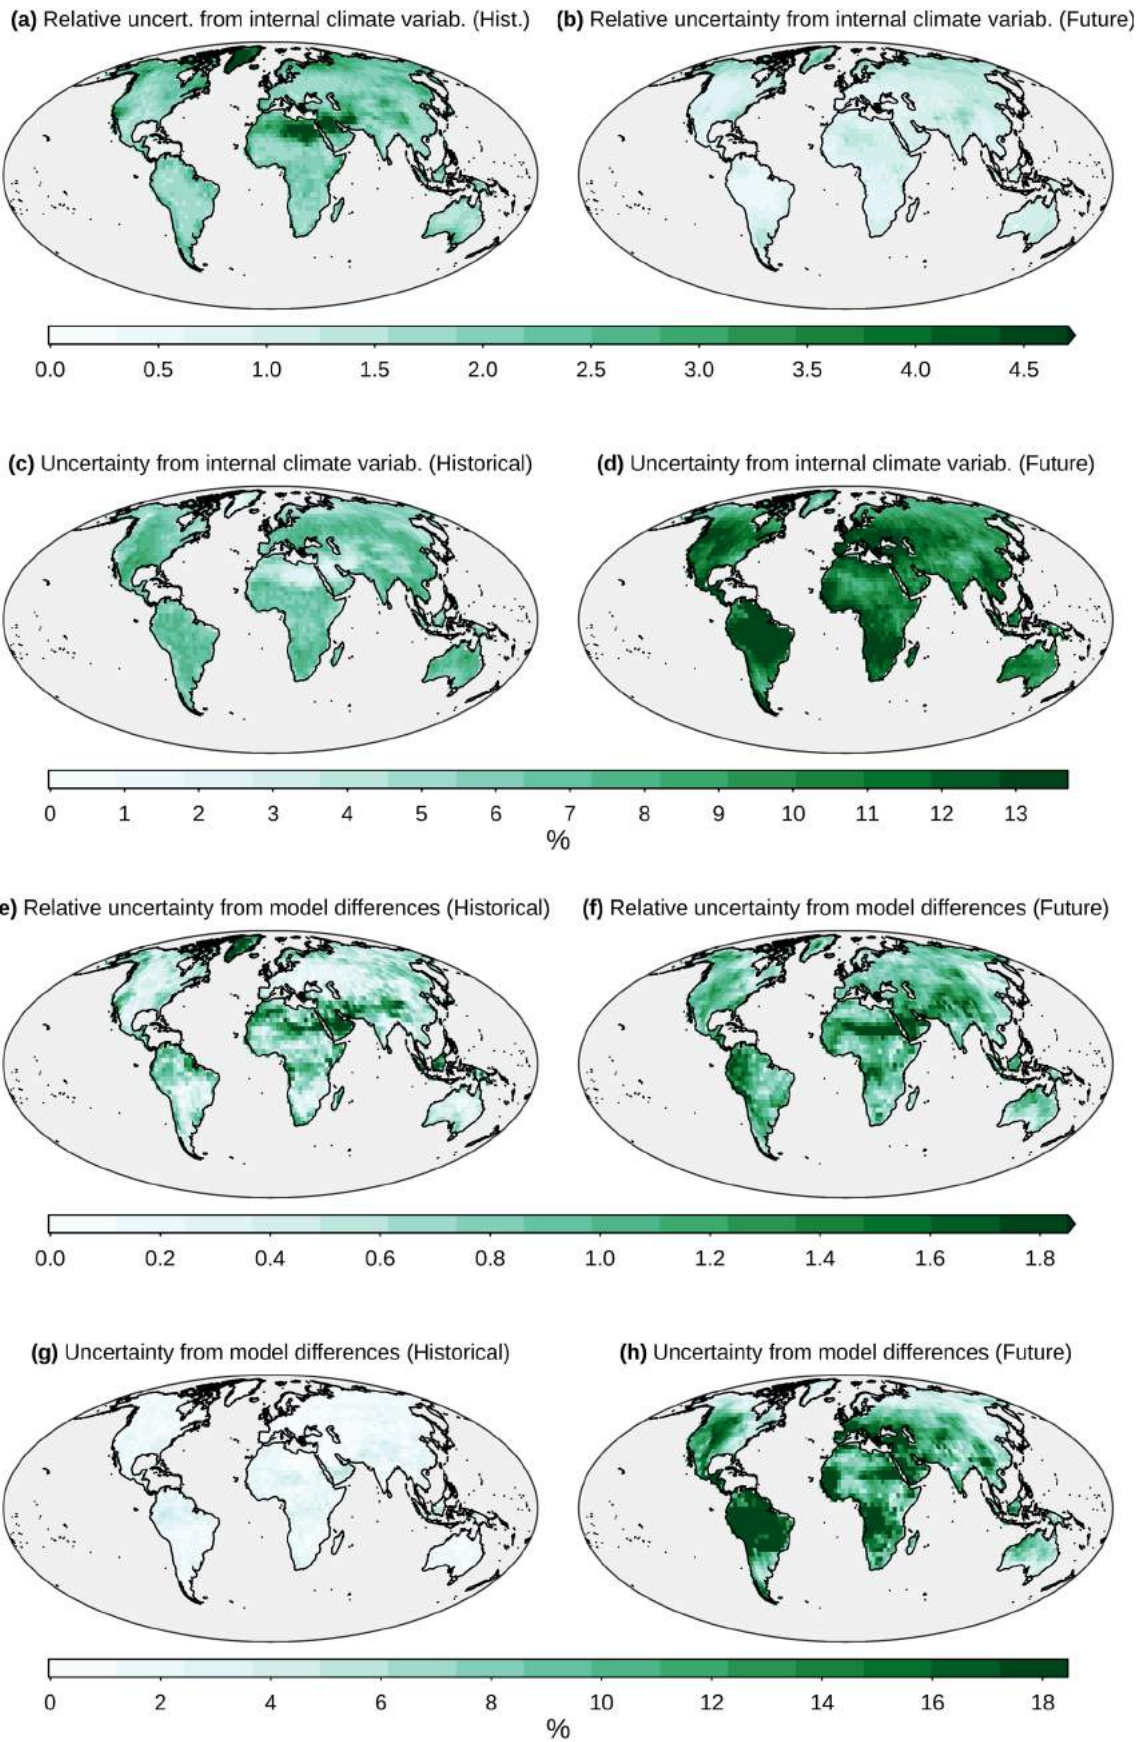 (a) Relative uncert. from internal climate variab. (Hist.)
(b) Relative uncertainty from internal climate variab. (Future)
0.0 0.5 1.0 1.5 2.0 2.5 3.0 3.5 4.0 4.5
(c) Uncertainty from internal climate variab. (Historical)
(d) Uncertainty from internal climate variab. (Future)
0 1 2 3 4 5 6 7 8 9 10 11 12 13
%
e) Relative uncertainty from model differences (Historical)
(f) Relative uncertainty from model differences (Future)
0.0 0.2 0.4 0.6 0.8 1.0 1.2 1.4 1.6 1.8
(g) Uncertainty from model differences (Historical)
(h) Uncertainty from model differences (Future)
0 2 4 6 8 10 12 14 16 18
%